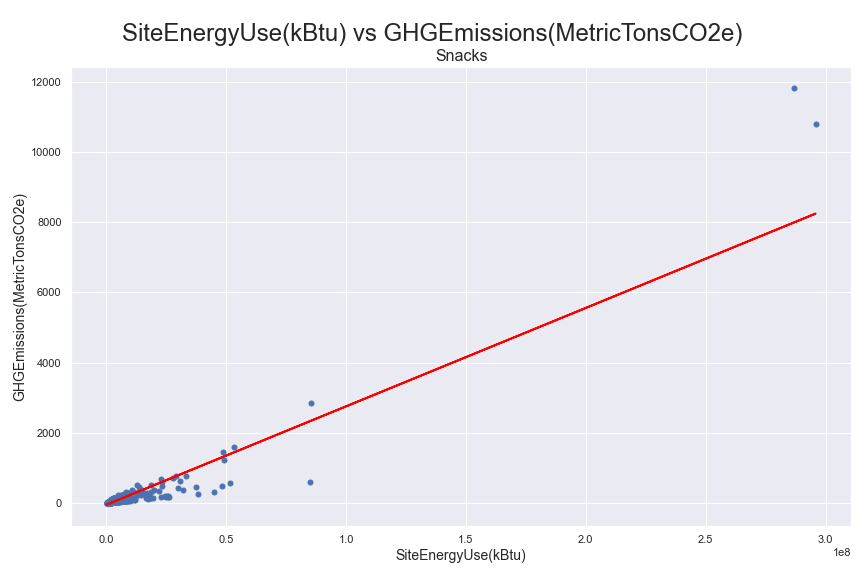 SiteEnergyUse(kBtu) vs GHGEmissions(MetricTonsCO2e)
Snacks
GHGEmissions(MetricTonsCO2e)
12000
10000
8000
6000
4000
2000
0
0.0 0.5 1.0 1.5 2.0 2.5 3.0
1e8
SiteEnergyUse(kBtu)